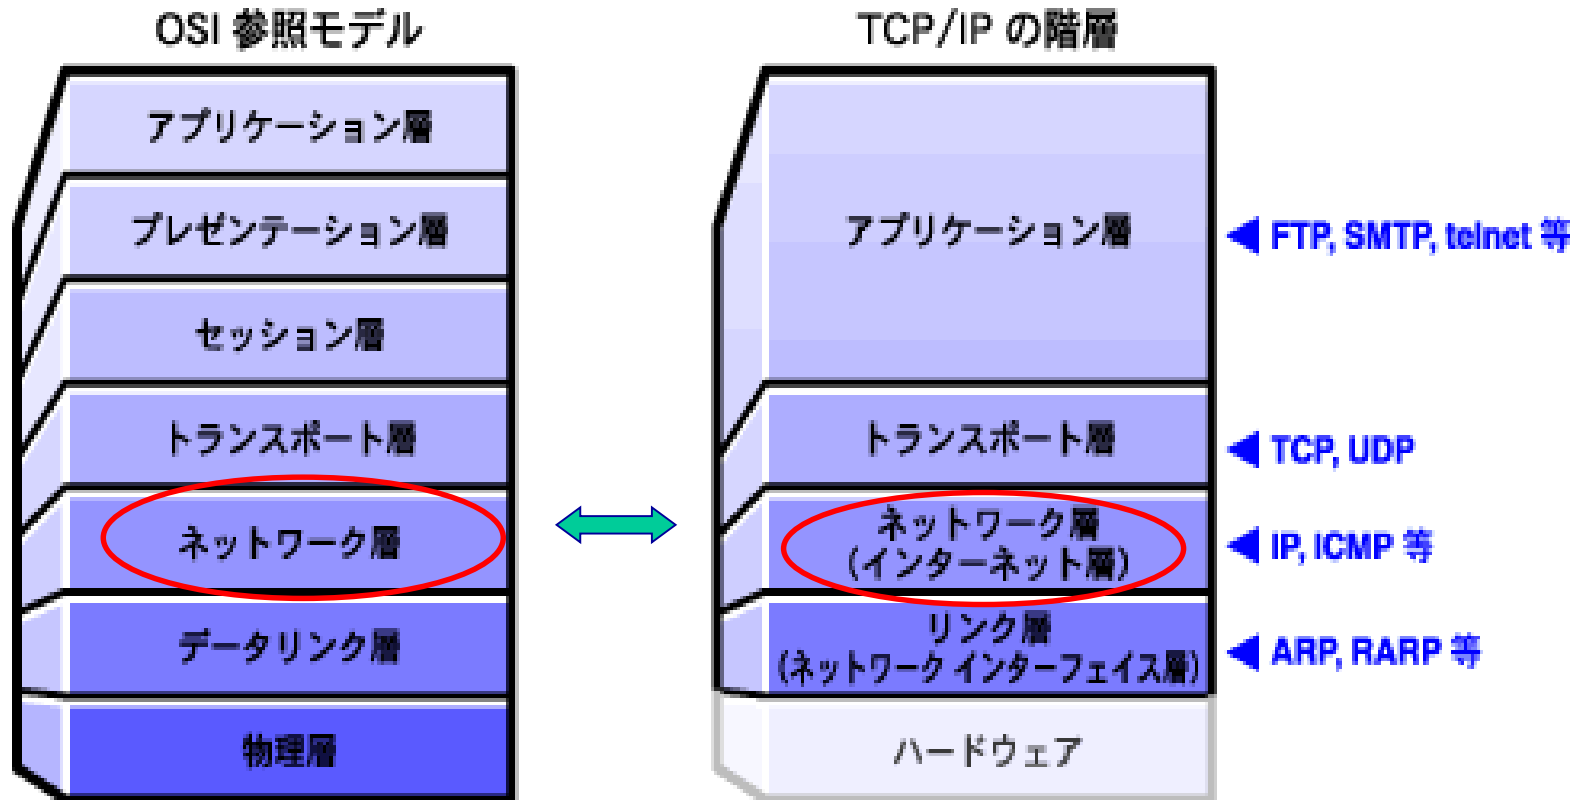 OSI 参照モデル
アプリケーション層
プレゼンテーション層
セッション層
トランスポート層
ネットワーク層
データリンク層
物理層
TCP/IP の階層
アプリケーション層
トランスポート層
ネットワーク層
(インターネット層)
リンク層
(ネットワーク インターフェイス層)
ハードウェア
FTP, SMTP, telnet 等
TCP, UDP
IP, ICMP 等
ARP, RARP 等